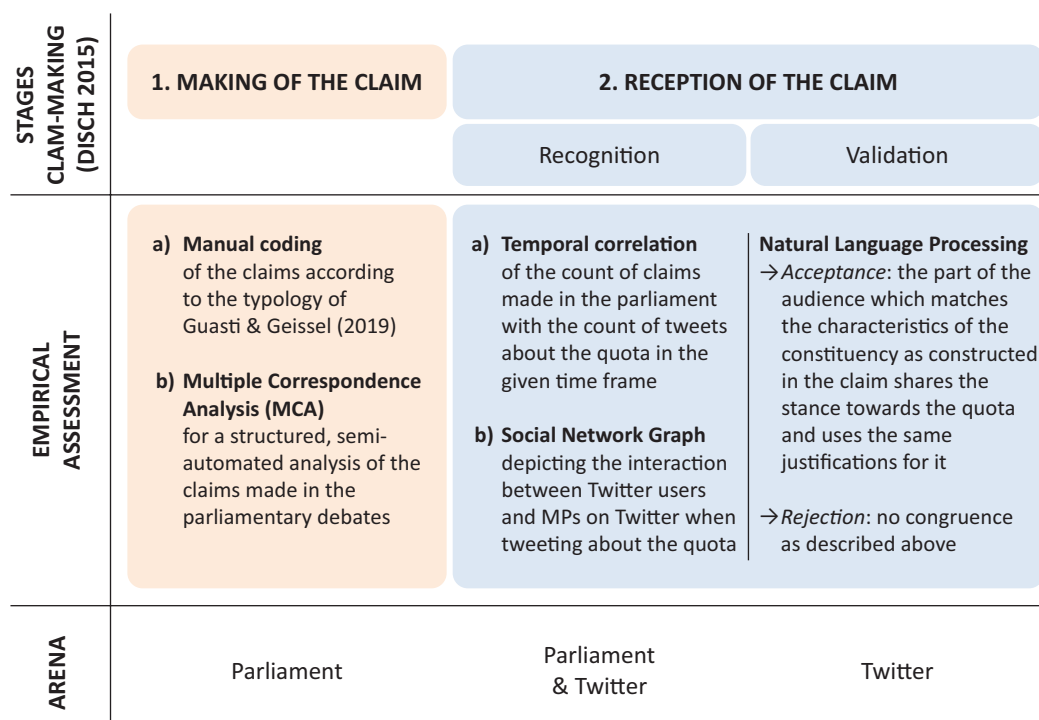 STAGES
CLAM-MAKING
(DISCH 2015)
1. MAKING OF THE CLAIM
2. RECEPTION OF THE CLAIM
Recognition
Validation
EMPIRICAL
ASSESSMENT
a) Manual coding
of the claims according
to the typology of
Guasti & Geissel (2019)
b) Multiple Correspondence
Analysis (MCA)
for a structured, semi-
automated analysis of the
claims made in the
parliamentary debates
a) Temporal correlation
of the count of claims
made in the parliament
with the count of tweets
about the quota in the
given time frame
b) Social Network Graph
depicting the interaction
between Twitter users
and MPs on Twitter when
tweeting about the quota
Natural Language Processing
→ Acceptance: the part of the
audience which matches
the characteristics of the
constituency as constructed
in the claim shares the
stance towards the quota
and uses the same
justifications for it
→ Rejection: no congruence
as described above
ARENA
Parliament
Parliament
& Twitter
Twitter